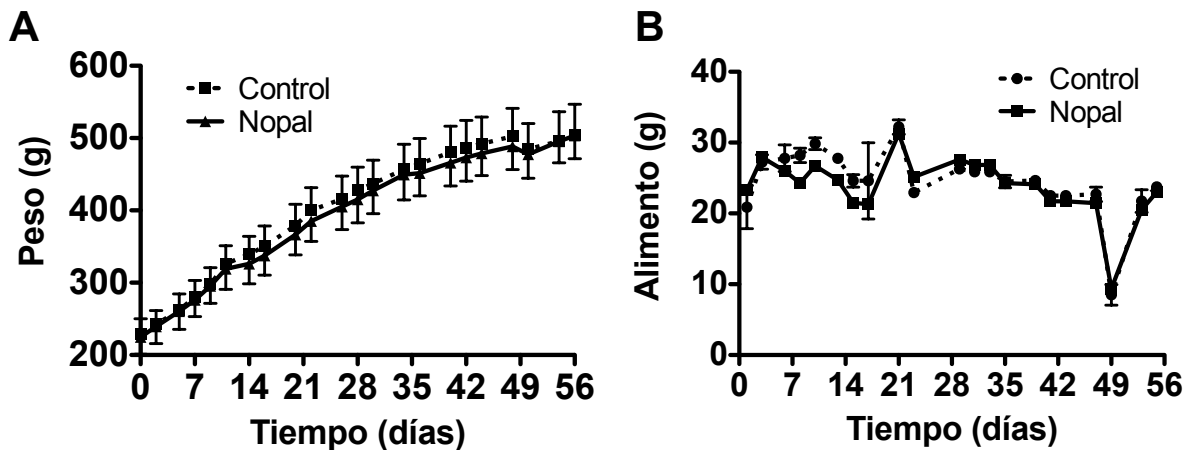 A
Peso (g)
600
500
400
300
200
Control
Nopal
0 7 14 21 28 35 42 49 56
Tiempo (días)
B
Alimento (g)
40
30
20
10
0
Control
Nopal
0 7 14 21 28 35 42 49 56
Tiempo (días)